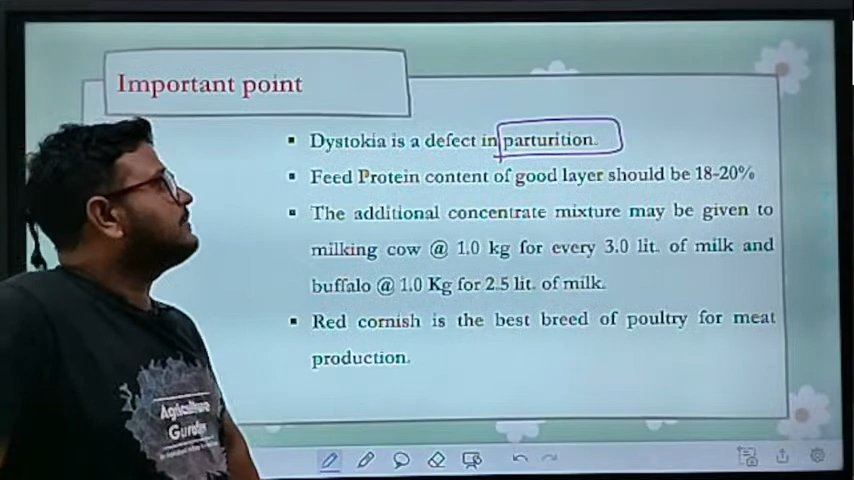 Important point
▪ Dystokia is a defect in parturition.
▪ Feed Protein content of good layer should be 18-20%
▪ The additional concentrate mixture may be given to
milking cow @ 1.0 kg for every 3.0 lit. of milk and
buffalo @ 1.0 Kg for 2.5 lit. of milk.
▪ Red cornish is the best breed of poultry for meat
production.
Agriculture